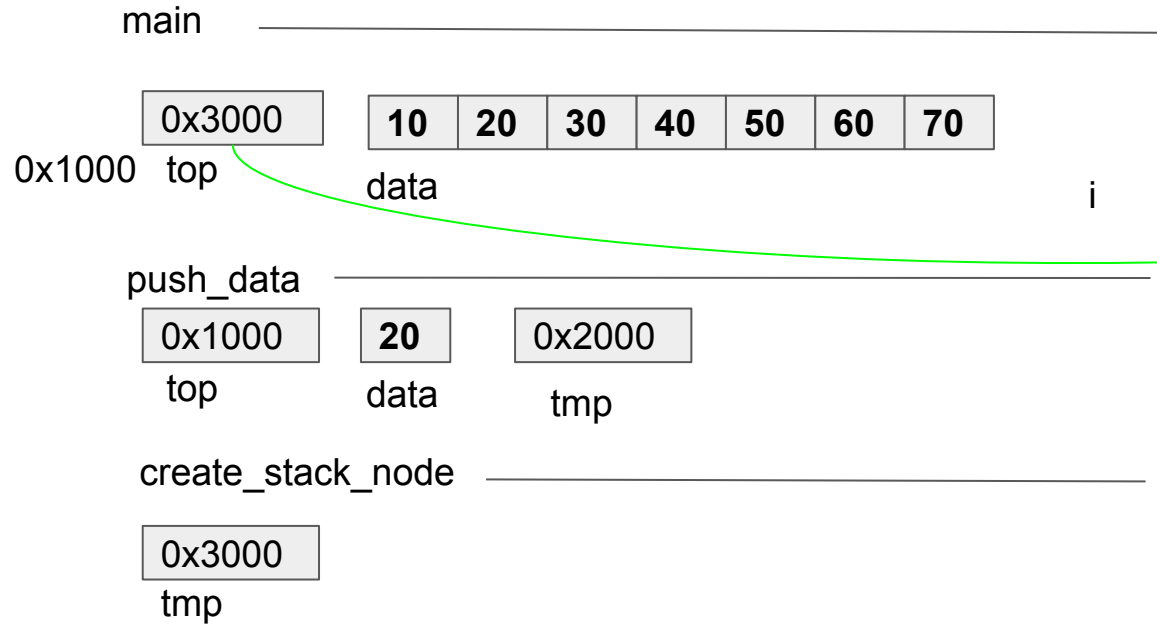 main
0x3000 10 20 30 40 50 60 70
0x1000 top data i
push_data
0x1000 20 0x2000
top data tmp
create_stack_node
0x3000
tmp